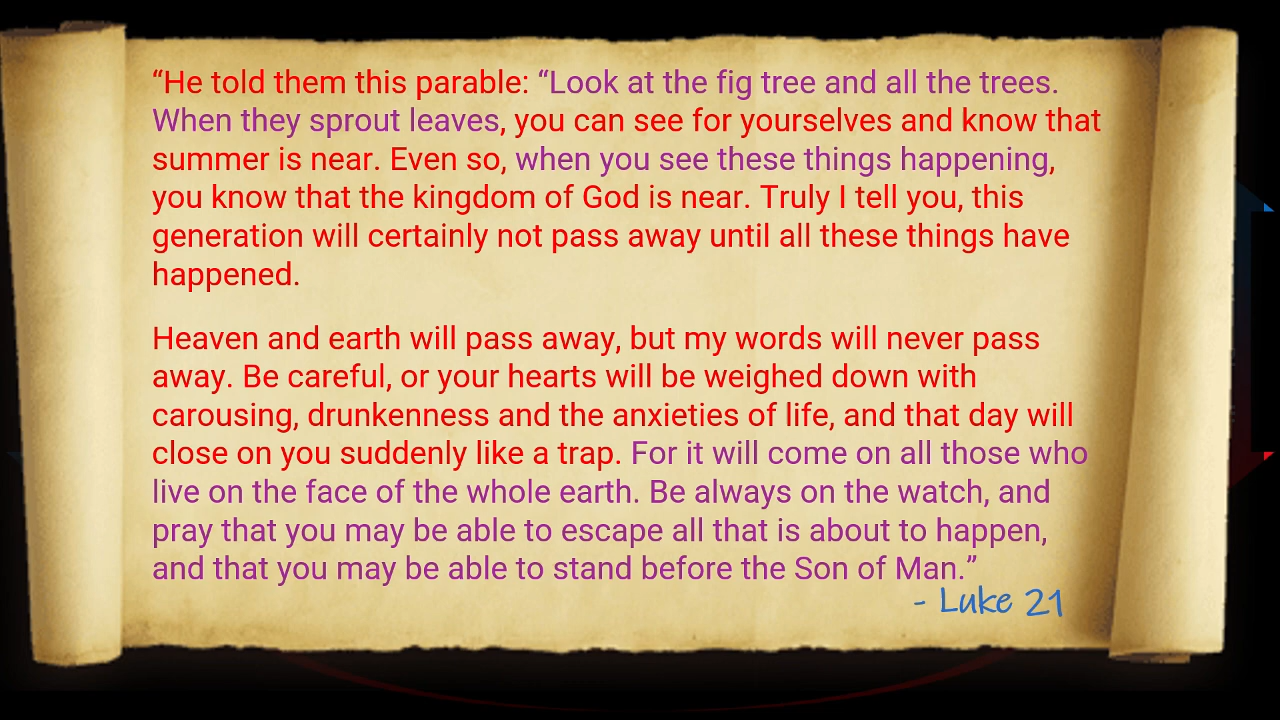 “He told them this parable: “Look at the fig tree and all the trees.
When they sprout leaves, you can see for yourselves and know that
summer is near. Even so, when you see these things happening,
you know that the kingdom of God is near. Truly I tell you, this
generation will certainly not pass away until all these things have
happened.
Heaven and earth will pass away, but my words will never pass
away. Be careful, or your hearts will be weighed down with
carousing, drunkenness and the anxieties of life, and that day will
close on you suddenly like a trap. For it will come on all those who
live on the face of the whole earth. Be always on the watch, and
pray that you may be able to escape all that is about to happen,
and that you may be able to stand before the Son of Man.”
- Luke 21